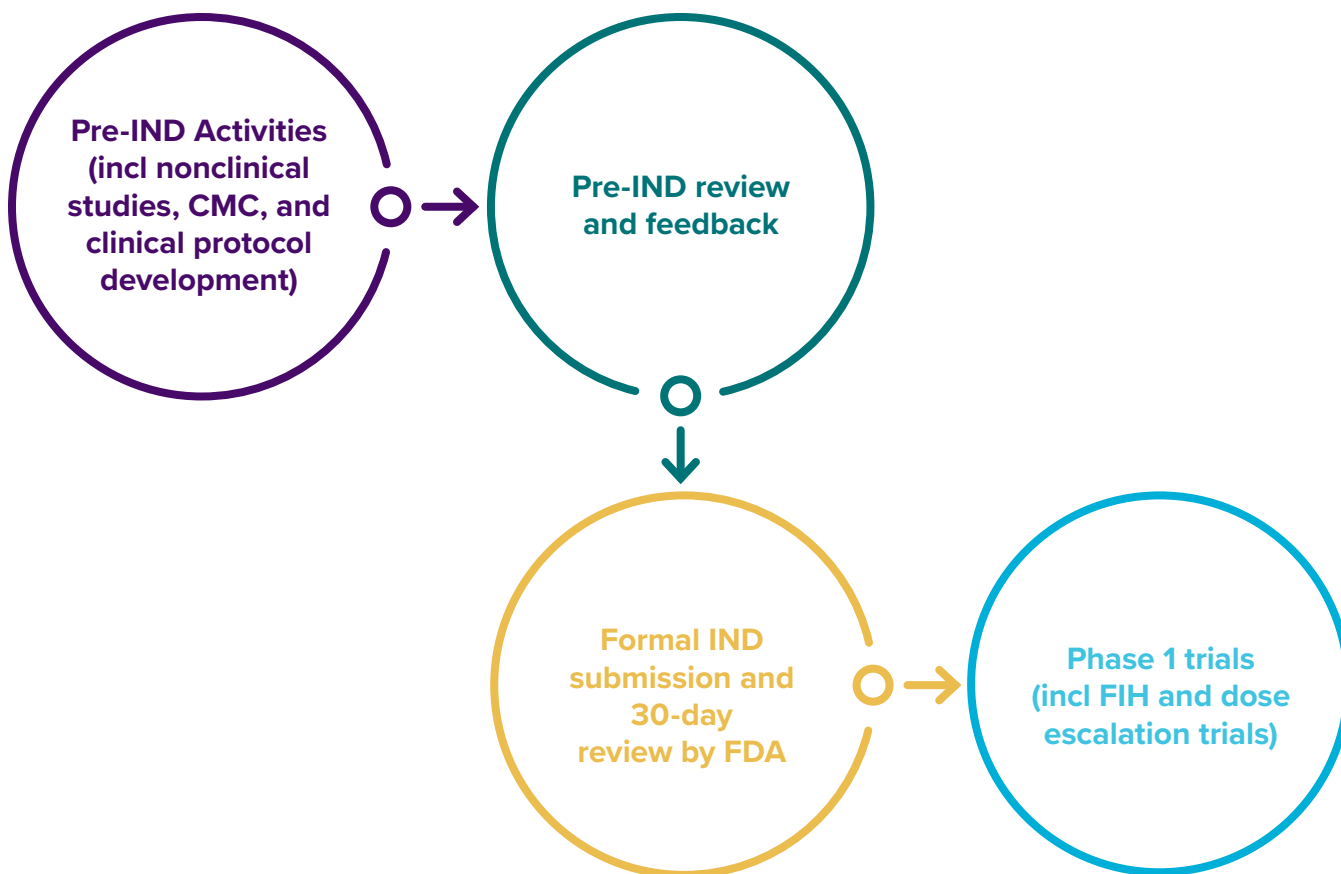 Pre-IND Activities
(incl nonclinical
studies, CMC, and
clinical protocol
development)
Pre-IND review
and feedback
Formal IND
submission and
30-day
review by FDA
Phase 1 trials
(incl FIH and dose
escalation trials)